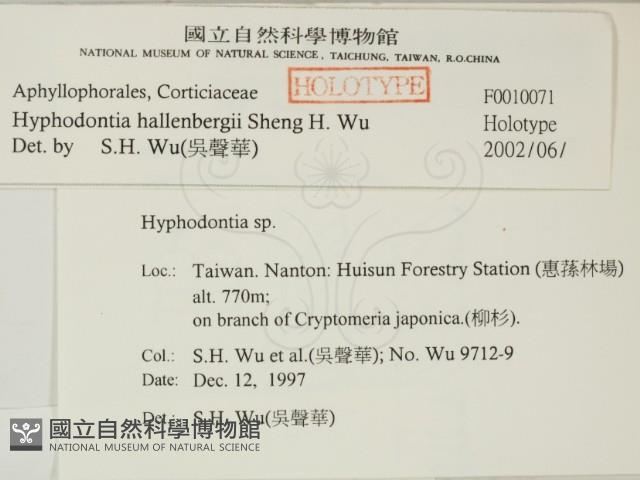 國立自然科學博物館
NATIONAL MUSEUM OF NATURAL SCIENCE, TAICHUNG, TAIWAN, R.O.CHINA
HOLOTYPE
Aphyllophorales, Corticiaceae F0010071
Hyphodontia hallenbergii Sheng H. Wu Holotype
Det. by S.H. Wu(吳聲華) 2002/06/
Hyphodontia sp.
Loc.: Taiwan. Nanton: Huisun Forestry Station (惠蓀林場)
alt. 770m;
on branch of Cryptomeria japonica.(柳杉).
Col.: S.H. Wu et al.(吳聲華); No. Wu 9712-9
Date: Dec. 12, 1997
Det.: S.H. Wu(吳聲華)
國立自然科學博物館
NATIONAL MUSEUM OF NATURAL SCIENCE